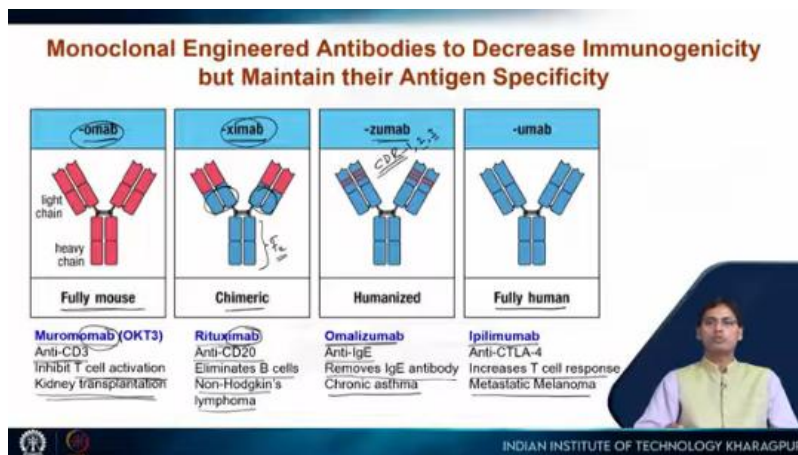 Monoclonal Engineered Antibodies to Decrease Immunogenicity
but Maintain their Antigen Specificity
-omab
-ximab
-zumab
-umab
CDR-1,2,3
light
chain
heavy
chain
Fc
Fully mouse
Chimeric
Humanized
Fully human
Muromomab (OKT3)
Anti-CD3
Inhibit T cell activation
Kidney transplantation
Rituximab
Anti-CD20
Eliminates B cells
Non-Hodgkin's
lymphoma
Omalizumab
Anti-IgE
Removes IgE antibody
Chronic asthma
Ipilimumab
Anti-CTLA-4
Increases T cell response
Metastatic Melanoma
INDIAN INSTITUTE OF TECHNOLOGY KHARAGPUR